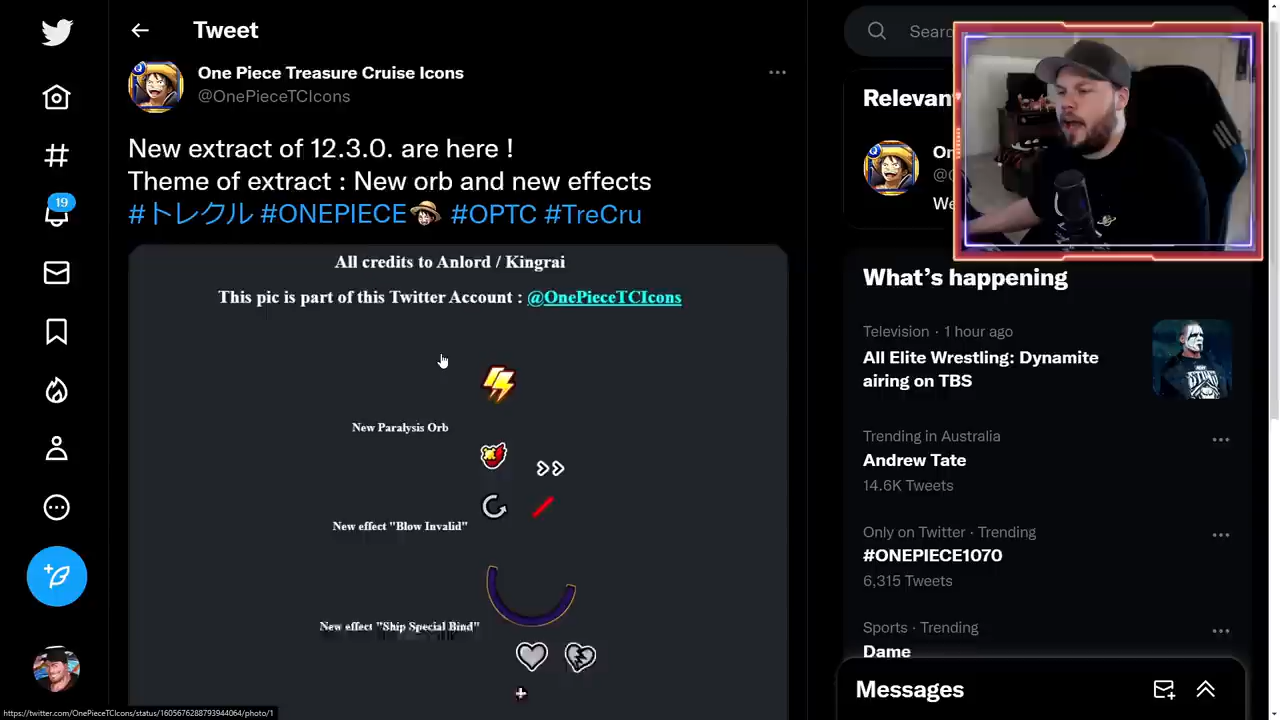 Tweet
One Piece Treasure Cruise Icons
@OnePieceTCIcons
New extract of 12.3.0. are here !
Theme of extract : New orb and new effects
#トレクル #ONEPIECE #OPTC #TreCru
All credits to Anlord / Kingrai
This pic is part of this Twitter Account : @OnePieceTCIcons
New Paralysis Orb
New effect "Blow Invalid"
New effect "Ship Special Bind"
19
Searc
Relevan
On
@O
We
What's happening
Television · 1 hour ago
All Elite Wrestling: Dynamite
airing on TBS
Trending in Australia
Andrew Tate
14.6K Tweets
Only on Twitter · Trending
#ONEPIECE1070
6,315 Tweets
Sports · Trending
Dame
Messages
https://twitter.com/OnePieceTCIcons/status/1605676288793944064/photo/1